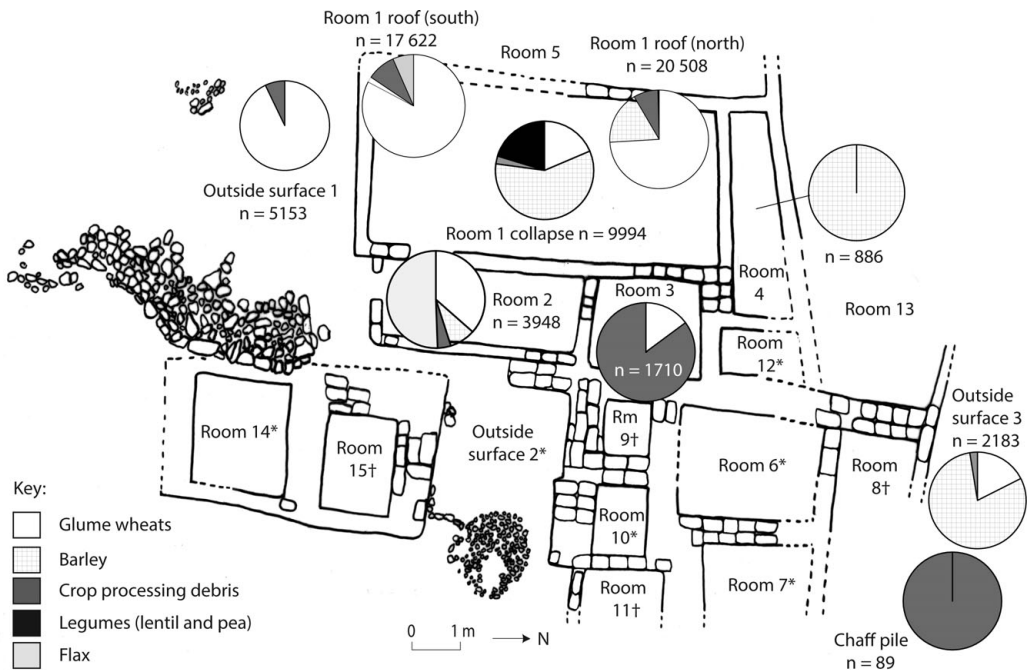 Room 1 roof (south)
n = 17 622
Room 5
Room 1 roof (north)
n = 20 508
Outside surface 1
n = 5153
Room 1 collapse n = 9994
n = 886
Room
4
Room 13
Room 2
n = 3948
Room 3
n = 1710
Room
12*
Outside
surface 3
n = 2183
Room 14*
Room
15†
Outside
surface 2*
Rm
9†
Room 6*
Room
8†
Room
10*
Room 7*
Room
11†
Key:
Glume wheats
Barley
Crop processing debris
Legumes (lentil and pea)
Flax
0 1 m N
Chaff pile
n = 89